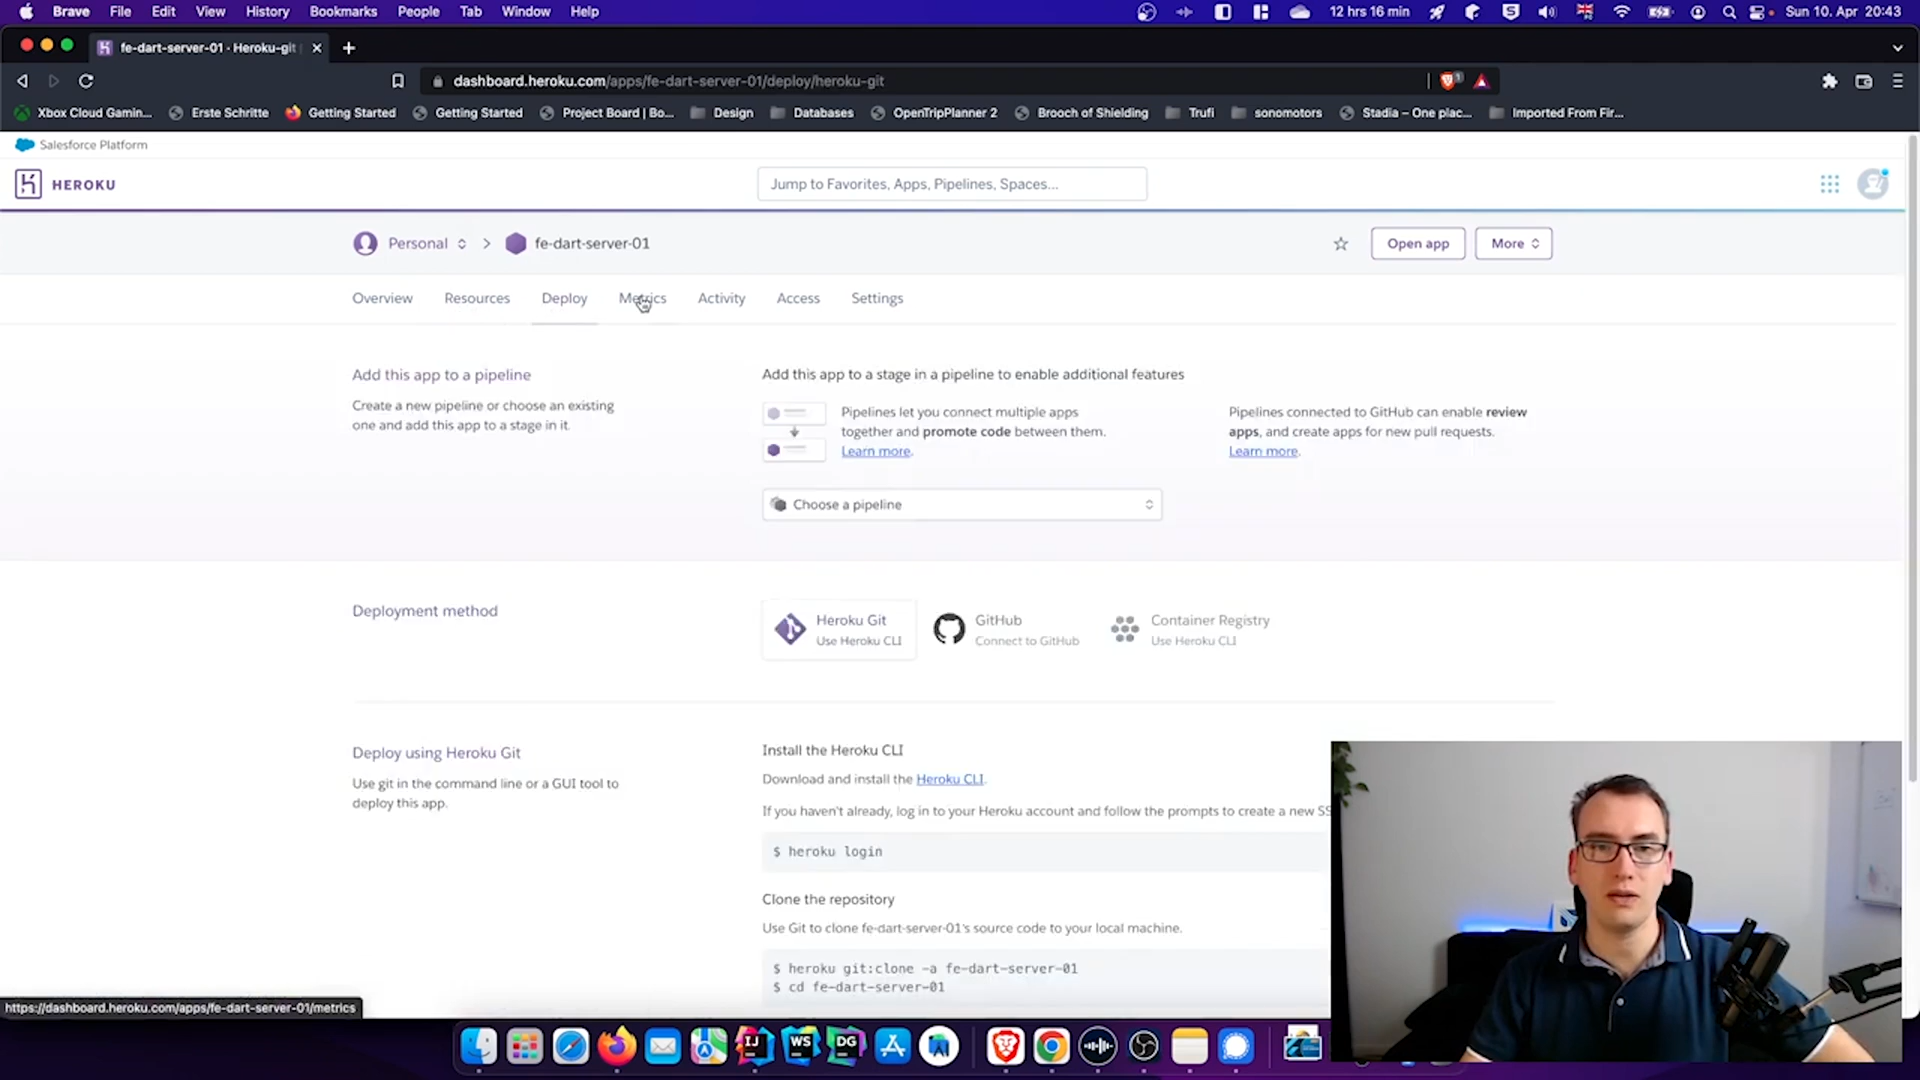 Brave File Edit View History Bookmarks People Tab Window Help 12 hrs 16 min Sun 10. Apr 20:43
fe-dart-server-01 · Heroku-git
dashboard.heroku.com/apps/fe-dart-server-01/deploy/heroku-git 1
Xbox Cloud Gamin... Erste Schritte Getting Started Getting Started Project Board | Bo... Design Databases OpenTripPlanner 2 Brooch of Shielding Trufi sonomotors Stadia – One plac... Imported From Fir...
Salesforce Platform
HEROKU Jump to Favorites, Apps, Pipelines, Spaces...
Personal fe-dart-server-01 Open app More
Overview Resources Deploy Metrics Activity Access Settings
Add this app to a pipeline
Create a new pipeline or choose an existing
one and add this app to a stage in it.
Add this app to a stage in a pipeline to enable additional features
Pipelines let you connect multiple apps
together and promote code between them.
Learn more.
Pipelines connected to GitHub can enable review
apps, and create apps for new pull requests.
Learn more.
Choose a pipeline
Deployment method
Heroku Git
Use Heroku CLI
GitHub
Connect to GitHub
Container Registry
Use Heroku CLI
Deploy using Heroku Git
Use git in the command line or a GUI tool to
deploy this app.
Install the Heroku CLI
Download and install the Heroku CLI.
If you haven't already, log in to your Heroku account and follow the prompts to create a new SS
$ heroku login
Clone the repository
Use Git to clone fe-dart-server-01's source code to your local machine.
$ heroku git:clone -a fe-dart-server-01
$ cd fe-dart-server-01
https://dashboard.heroku.com/apps/fe-dart-server-01/metrics
IJ WS DG